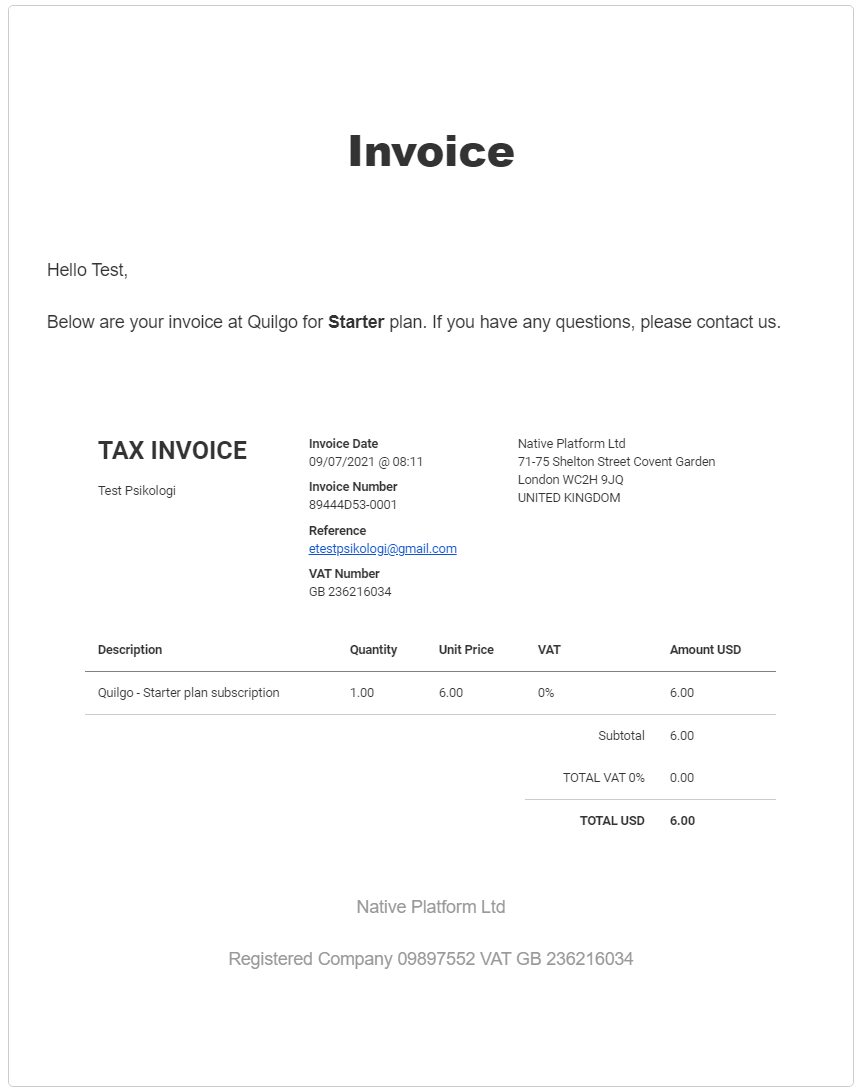 Invoice
Hello Test,
Below are your invoice at Quilgo for Starter plan. If you have any questions, please contact us.
TAX INVOICE
Test Psikologi
Invoice Date
09/07/2021 @ 08:11
Invoice Number
89444D53-0001
Reference
etestpsikologi@gmail.com
VAT Number
GB 236216034
Native Platform Ltd
71-75 Shelton Street Covent Garden
London WC2H 9JQ
UNITED KINGDOM
Description Quantity Unit Price VAT Amount USD
Quilgo - Starter plan subscription 1.00 6.00 0% 6.00
Subtotal 6.00
TOTAL VAT 0% 0.00
TOTAL USD 6.00
Native Platform Ltd
Registered Company 09897552 VAT GB 236216034